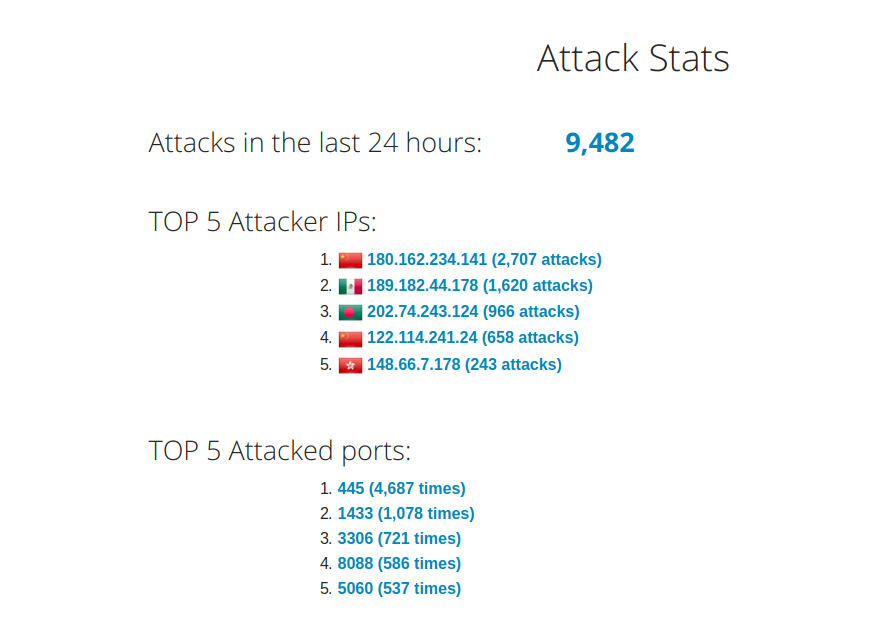 Attack Stats
Attacks in the last 24 hours: 9,482
TOP 5 Attacker IPs:
1. 180.162.234.141 (2,707 attacks)
2. 189.182.44.178 (1,620 attacks)
3. 202.74.243.124 (966 attacks)
4. 122.114.241.24 (658 attacks)
5. 148.66.7.178 (243 attacks)
TOP 5 Attacked ports:
1. 445 (4,687 times)
2. 1433 (1,078 times)
3. 3306 (721 times)
4. 8088 (586 times)
5. 5060 (537 times)